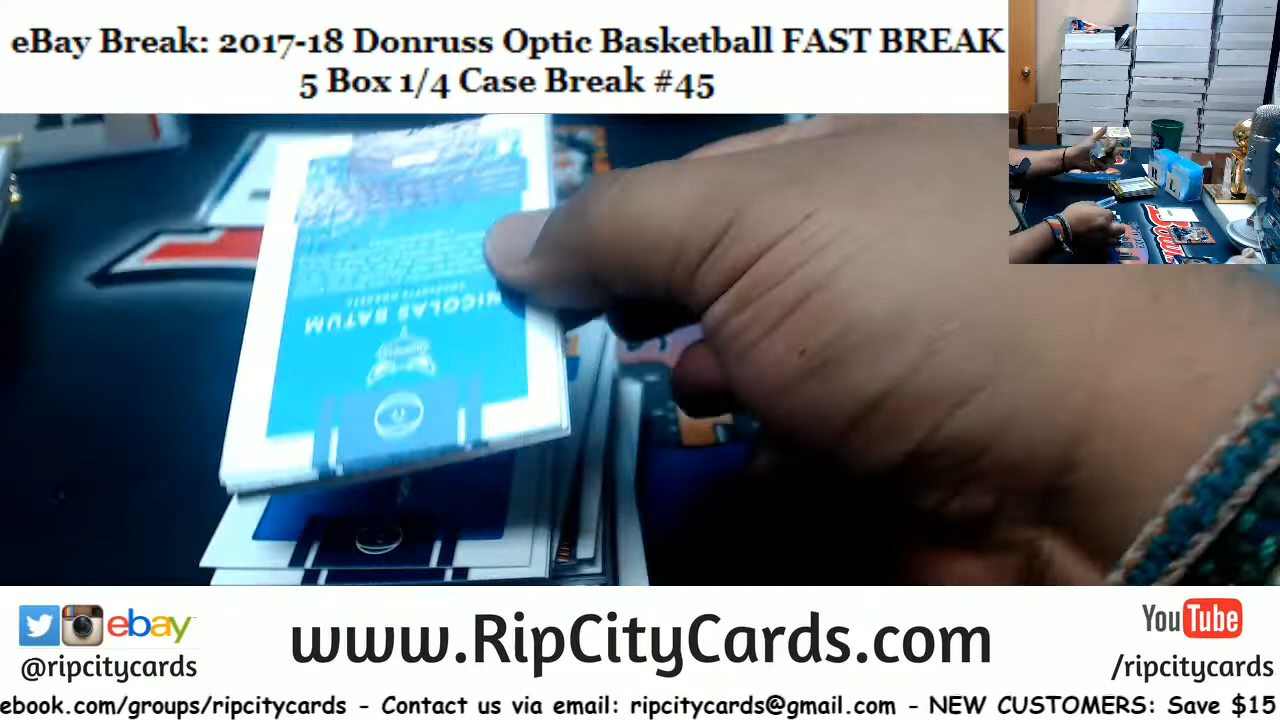 eBay Break: 2017-18 Donruss Optic Basketball FAST BREAK
5 Box 1/4 Case Break #45
NICOLAS BATUM
CHARLOTTE HORNETS
ebay
@ripcitycards
www.RipCityCards.com
YouTube
/ripcitycards
ebook.com/groups/ripcitycards - Contact us via email: ripcitycards@gmail.com - NEW CUSTOMERS: Save $15